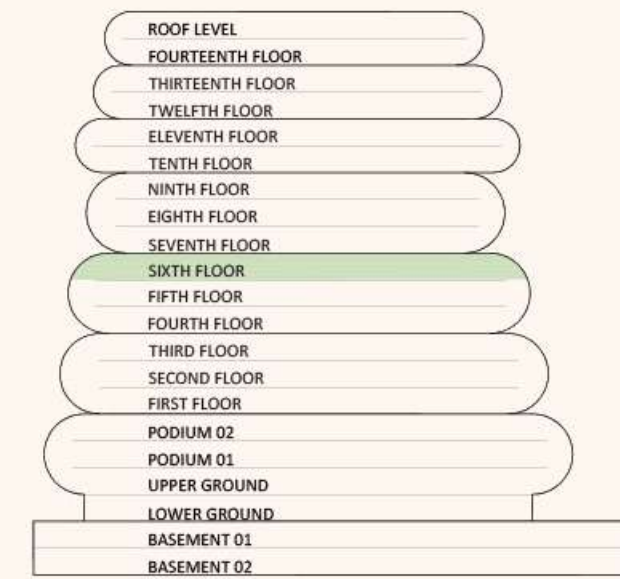 ROOF LEVEL
FOURTEENTH FLOOR
THIRTEENTH FLOOR
TWELFTH FLOOR
ELEVENTH FLOOR
TENTH FLOOR
NINTH FLOOR
EIGHTH FLOOR
SEVENTH FLOOR
SIXTH FLOOR
FIFTH FLOOR
FOURTH FLOOR
THIRD FLOOR
SECOND FLOOR
FIRST FLOOR
PODIUM 02
PODIUM 01
UPPER GROUND
LOWER GROUND
BASEMENT 01
BASEMENT 02